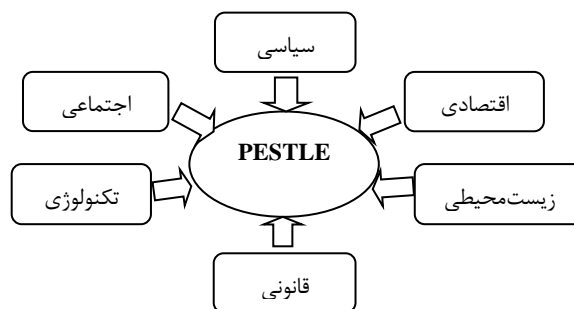 سیاسی
اقتصادی
اجتماعی
PESTLE
زیست‌محیطی
تکنولوژی
قانونی